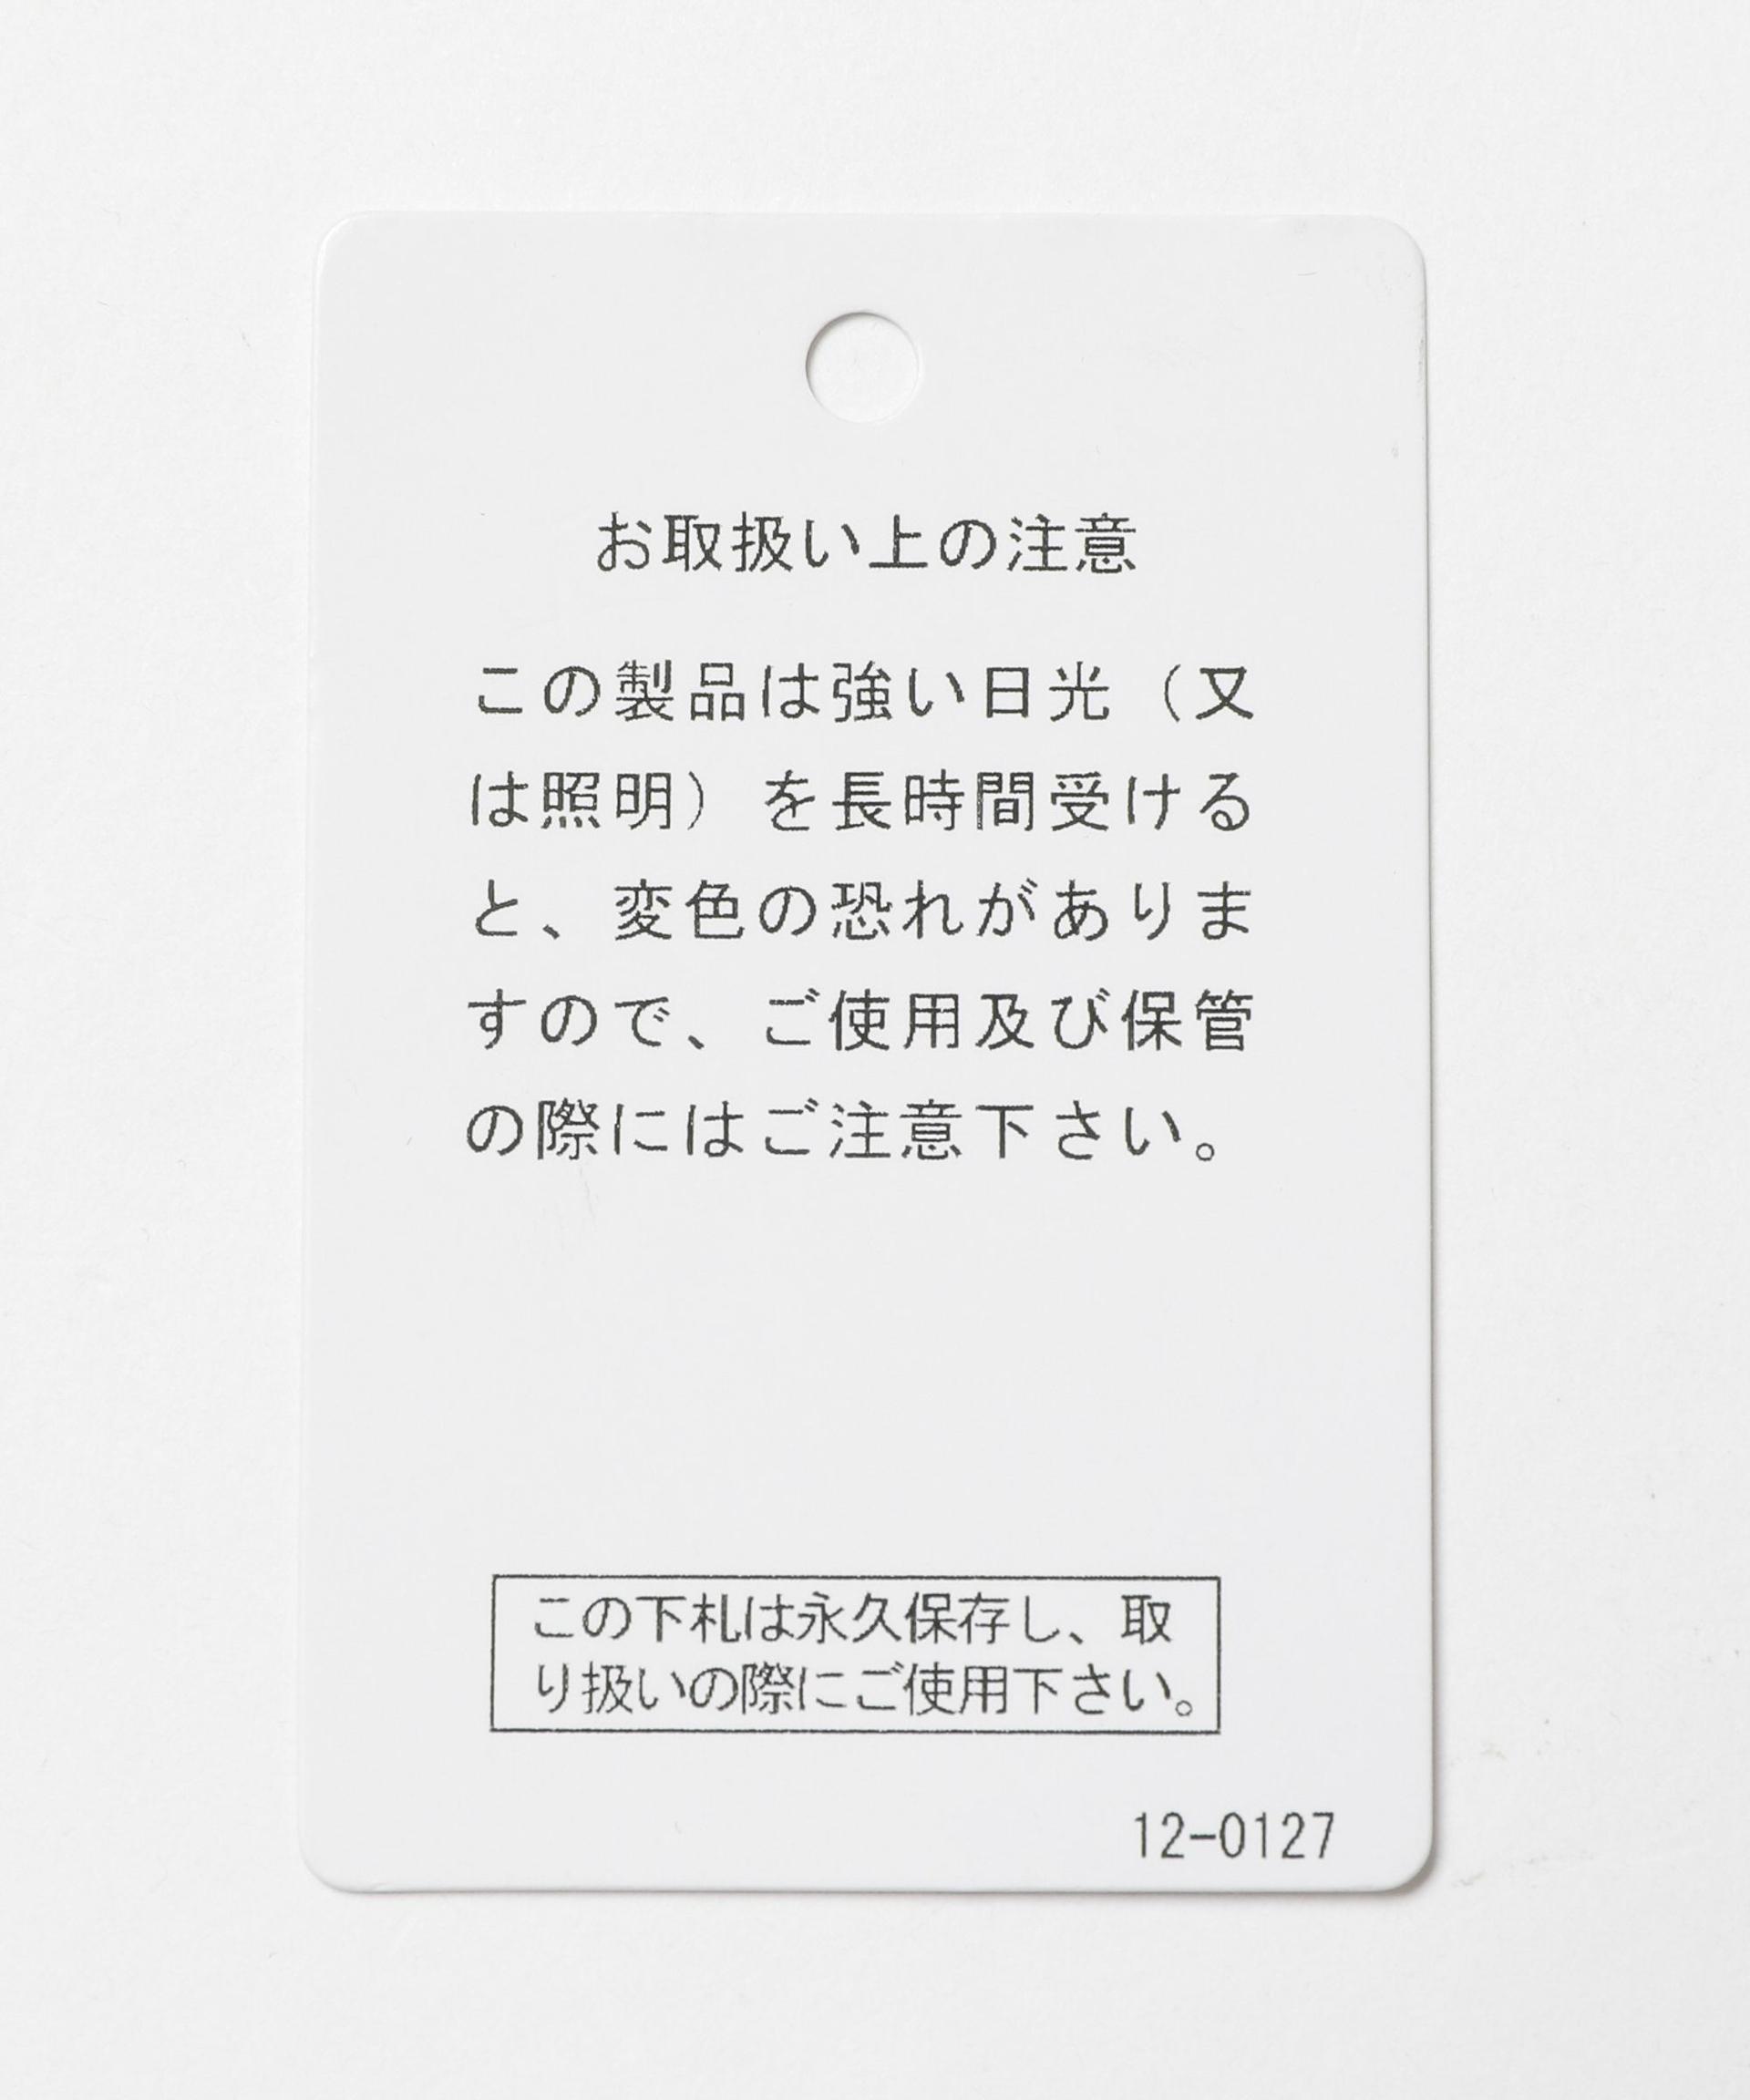 お取扱い上の注意
この製品は強い日光（又
は照明）を長時間受ける
と、変色の恐れがありま
すので、ご使用及び保管
の際にはご注意下さい。
この下札は永久保存し、取
り扱いの際にご使用下さい。
12-0127